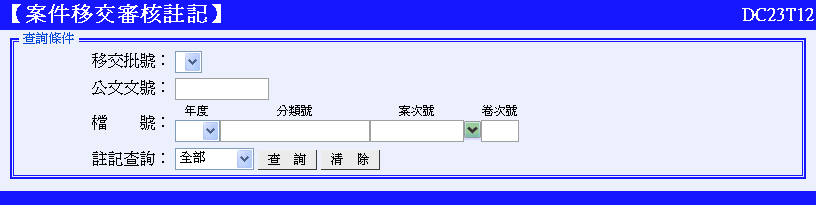 【案件移交審核註記】 DC23T12
查詢條件
移交批號：
公文文號：
年度 分類號 案次號 卷次號
檔 號：
註記查詢： 全部 查 詢 清 除